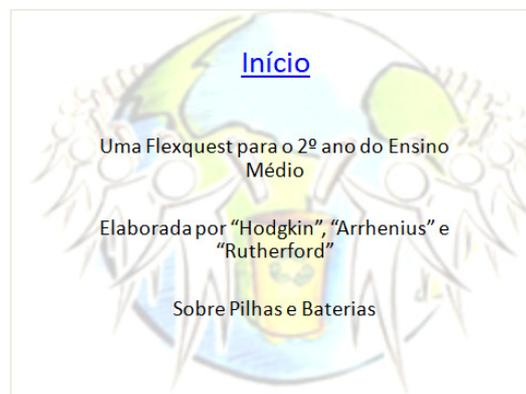 Início
Uma Flexquest para o 2º ano do Ensino
Médio
Elaborada por “Hodgkin”, “Arrhenius” e
“Rutherford”
Sobre Pilhas e Baterias